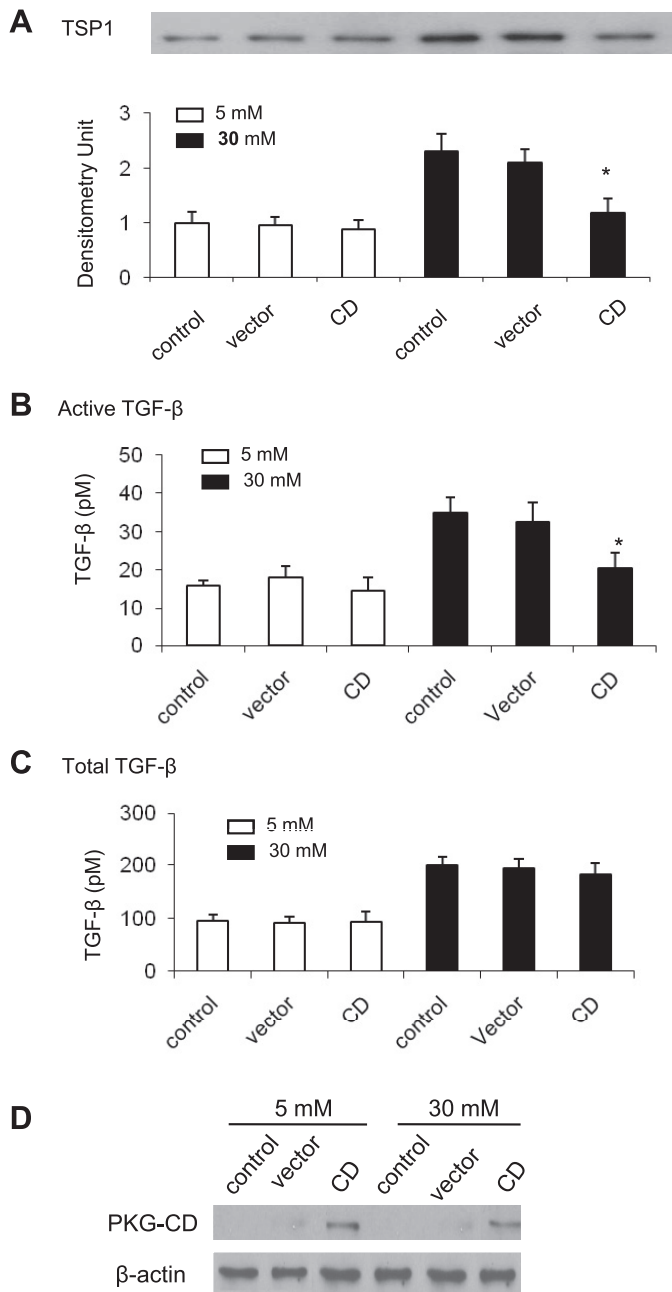 A TSP1
Densitometry Unit
3
2
1
0
5 mM
30 mM
*
control vector CD control vector CD
B Active TGF-β
TGF-β (pM)
50
40
30
20
10
0
5 mM
30 mM
*
control vector CD control Vector CD
C Total TGF-β
TGF-β (pM)
300
200
100
0
5 mM
30 mM
control vector CD control Vector CD
D
5 mM 30 mM
control vector CD control vector CD
PKG-CD
β-actin